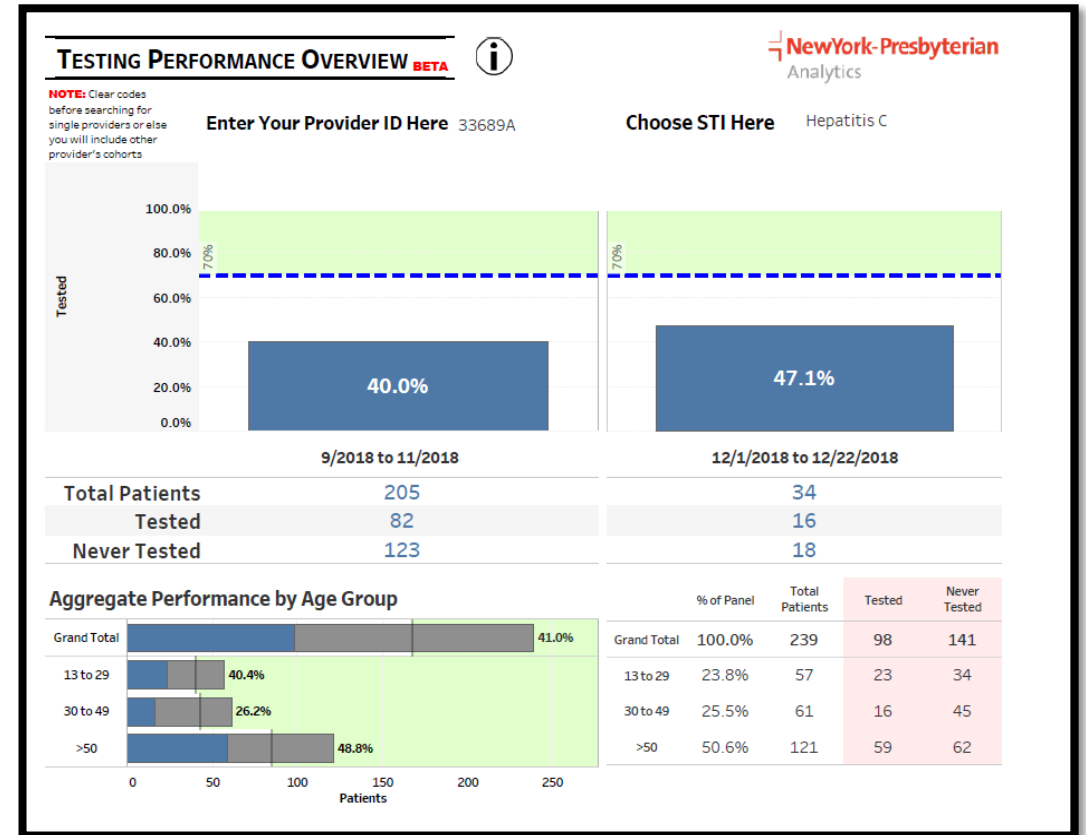 TESTING PERFORMANCE OVERVIEW BETA
i
NewYork-Presbyterian
Analytics
NOTE: Clear codes
before searching for
single providers or else
you will include other
provider's cohorts
Enter Your Provider ID Here 33689A
Choose STI Here Hepatitis C
Tested
100.0%
80.0%
60.0%
40.0%
20.0%
0.0%
70%
70%
40.0%
47.1%
9/2018 to 11/2018 12/1/2018 to 12/22/2018
Total Patients 205 34
Tested 82 16
Never Tested 123 18
Aggregate Performance by Age Group
Grand Total 41.0%
13 to 29 40.4%
30 to 49 26.2%
>50 48.8%
0 50 100 150 200 250
Patients
% of Panel Total Patients Tested Never Tested
Grand Total 100.0% 239 98 141
13 to 29 23.8% 57 23 34
30 to 49 25.5% 61 16 45
>50 50.6% 121 59 62